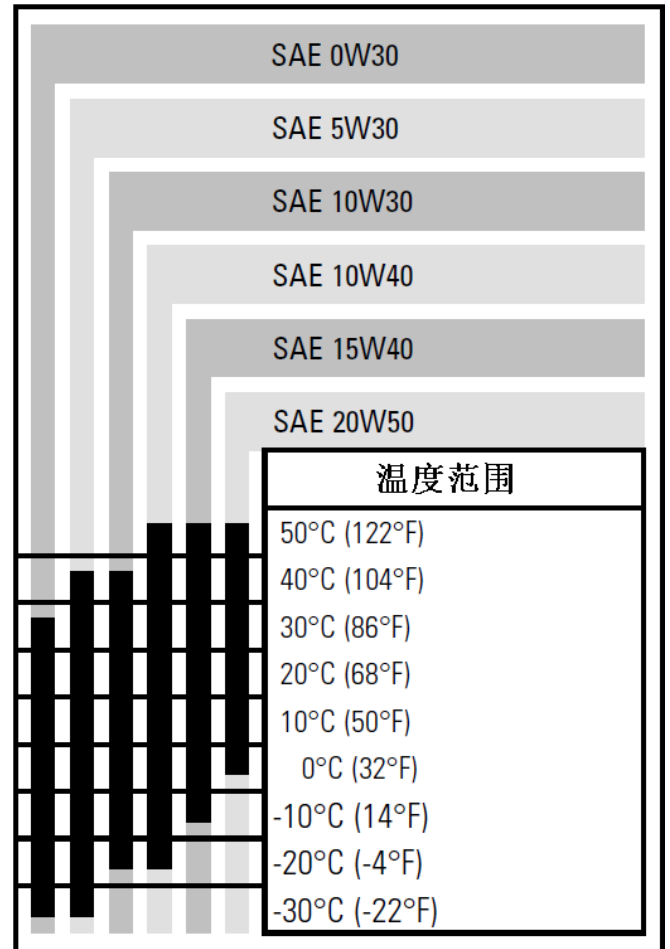 SAE 0W30
SAE 5W30
SAE 10W30
SAE 10W40
SAE 15W40
SAE 20W50
温度范围
50°C (122°F)
40°C (104°F)
30°C (86°F)
20°C (68°F)
10°C (50°F)
0°C (32°F)
-10°C (14°F)
-20°C (-4°F)
-30°C (-22°F)